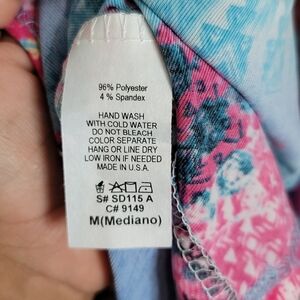 96% Polyester
4 % Spandex
HAND WASH
WITH COLD WATER
DO NOT BLEACH
COLOR SEPARATE
HANG OR LINE DRY
LOW IRON IF NEEDED
MADE IN U.S.A.
S# SD115 A
C# 9149
M(Mediano)